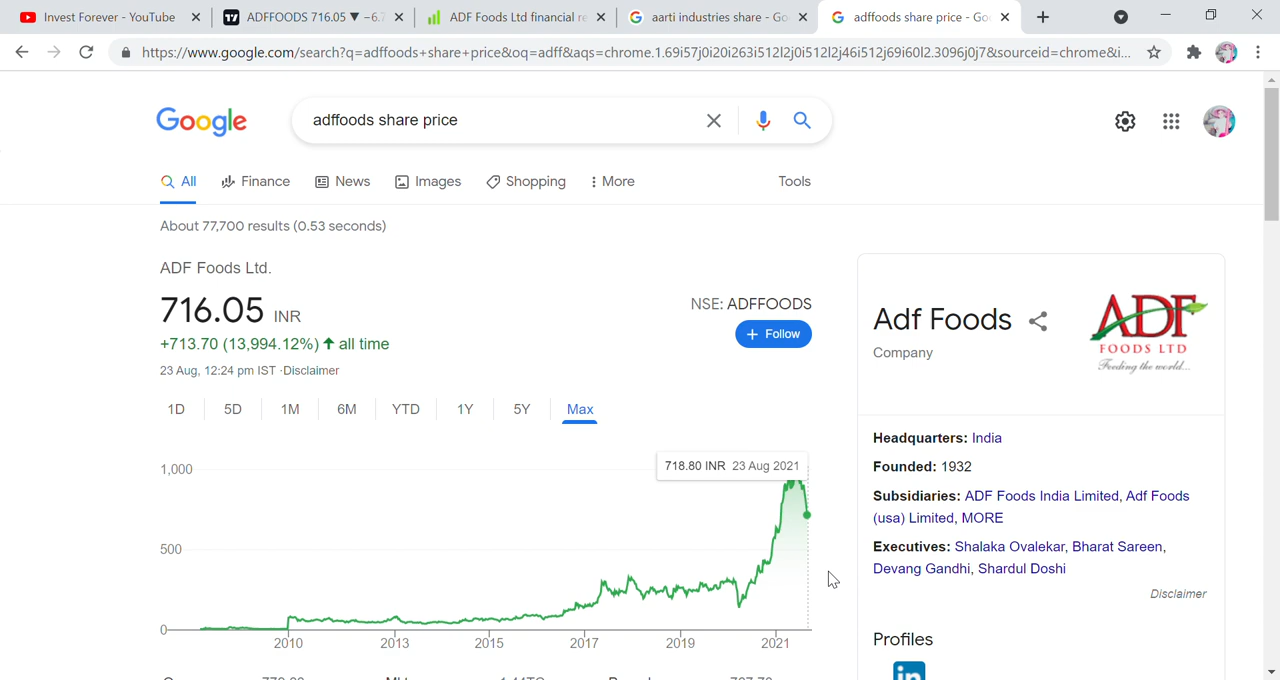 Invest Forever - YouTube
ADFFOODS 716.05 ▼ −6.7
ADF Foods Ltd financial re
aarti industries share - Go
adffoods share price - Go
https://www.google.com/search?q=adffoods+share+price&oq=adff&aqs=chrome.1.69i57j0i20i263i512l2j0i512l2j46i512j69i60l2.3096j0j7&sourceid=chrome&i...
Google
adffoods share price
All Finance News Images Shopping More Tools
About 77,700 results (0.53 seconds)
ADF Foods Ltd.
716.05 INR
NSE: ADFFOODS
+ Follow
+713.70 (13,994.12%) ↑ all time
23 Aug, 12:24 pm IST ·Disclaimer
1D 5D 1M 6M YTD 1Y 5Y Max
718.80 INR 23 Aug 2021
1,000
500
0
2010 2013 2015 2017 2019 2021
Adf Foods
Company
ADF
FOODS LTD
Feeding the world...
Headquarters: India
Founded: 1932
Subsidiaries: ADF Foods India Limited, Adf Foods
(usa) Limited, MORE
Executives: Shalaka Ovalekar, Bharat Sareen,
Devang Gandhi, Shardul Doshi
Disclaimer
Profiles
in